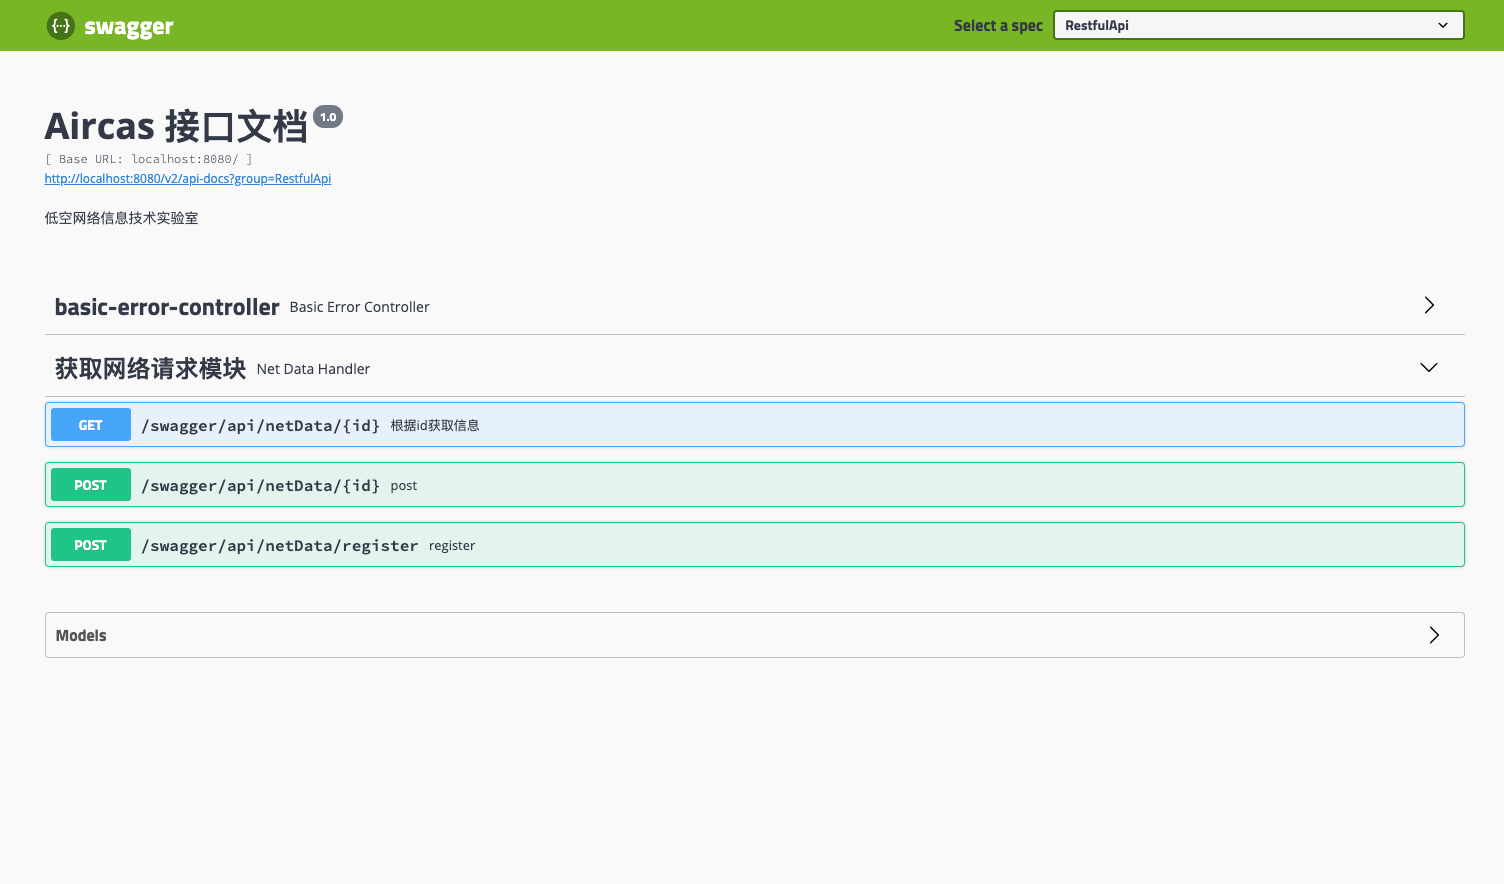 swagger
Select a spec RestfulApi
Aircas 接口文档 1.0
[ Base URL: localhost:8080/ ]
http://localhost:8080/v2/api-docs?group=RestfulApi
低空网络信息技术实验室
basic-error-controller Basic Error Controller
获取网络请求模块 Net Data Handler
GET /swagger/api/netData/{id} 根据id获取信息
POST /swagger/api/netData/{id} post
POST /swagger/api/netData/register register
Models